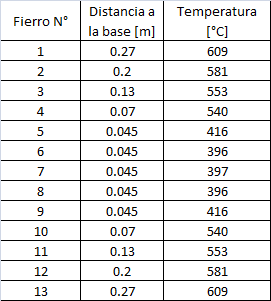 Fierro N° Distancia a la base [m] Temperatura [°C]
1 0.27 609
2 0.2 581
3 0.13 553
4 0.07 540
5 0.045 416
6 0.045 396
7 0.045 397
8 0.045 396
9 0.045 416
10 0.07 540
11 0.13 553
12 0.2 581
13 0.27 609